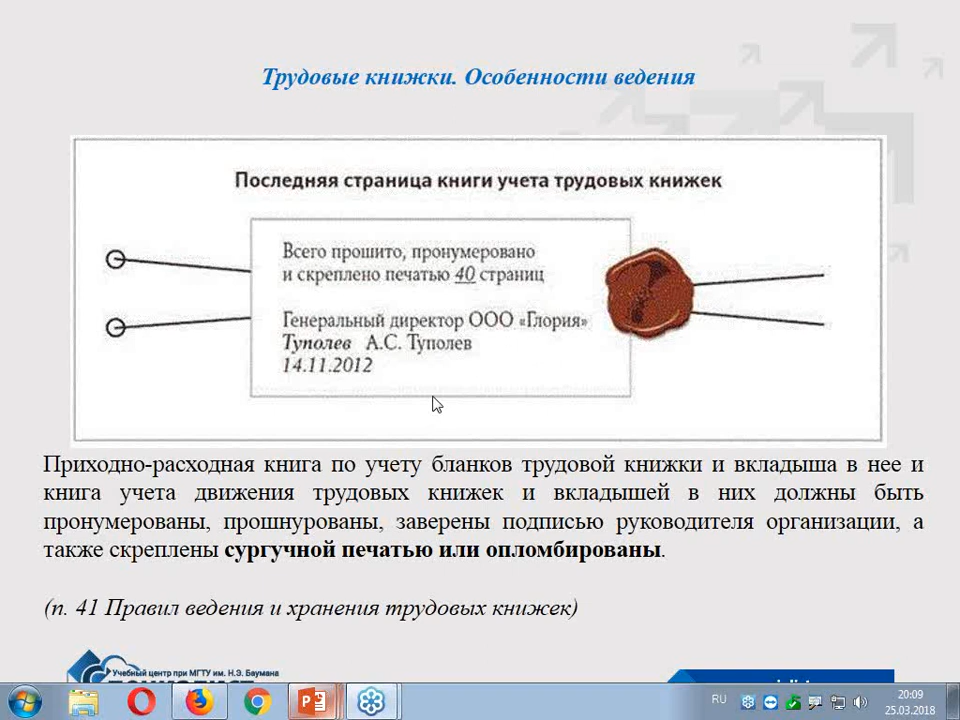 Трудовые книжки. Особенности ведения
Последняя страница книги учета трудовых книжек
Всего прошито, пронумеровано
и скреплено печатью 40 страниц
Генеральный директор ООО «Глория»
Туполев А.С. Туполев
14.11.2012
Приходно-расходная книга по учету бланков трудовой книжки и вкладыша в нее и
книга учета движения трудовых книжек и вкладышей в них должны быть
пронумерованы, прошнурованы, заверены подписью руководителя организации, а
также скреплены сургучной печатью или опломбированы.
(п. 41 Правил ведения и хранения трудовых книжек)
Учебный центр при МГТУ им. Н.Э. Баумана
RU
20:09
25.03.2018